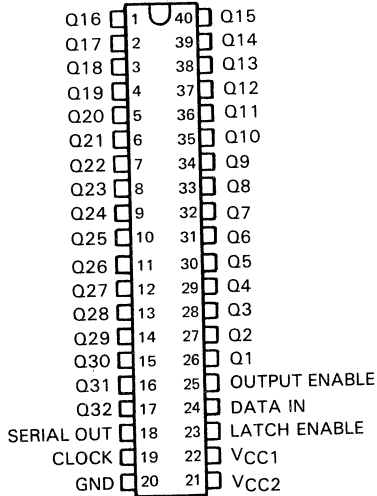 Q16 1 40 Q15
Q17 2 39 Q14
Q18 3 38 Q13
Q19 4 37 Q12
Q20 5 36 Q11
Q21 6 35 Q10
Q22 7 34 Q9
Q23 8 33 Q8
Q24 9 32 Q7
Q25 10 31 Q6
Q26 11 30 Q5
Q27 12 29 Q4
Q28 13 28 Q3
Q29 14 27 Q2
Q30 15 26 Q1
Q31 16 25 OUTPUT ENABLE
Q32 17 24 DATA IN
SERIAL OUT 18 23 LATCH ENABLE
CLOCK 19 22 VCC1
GND 20 21 VCC2